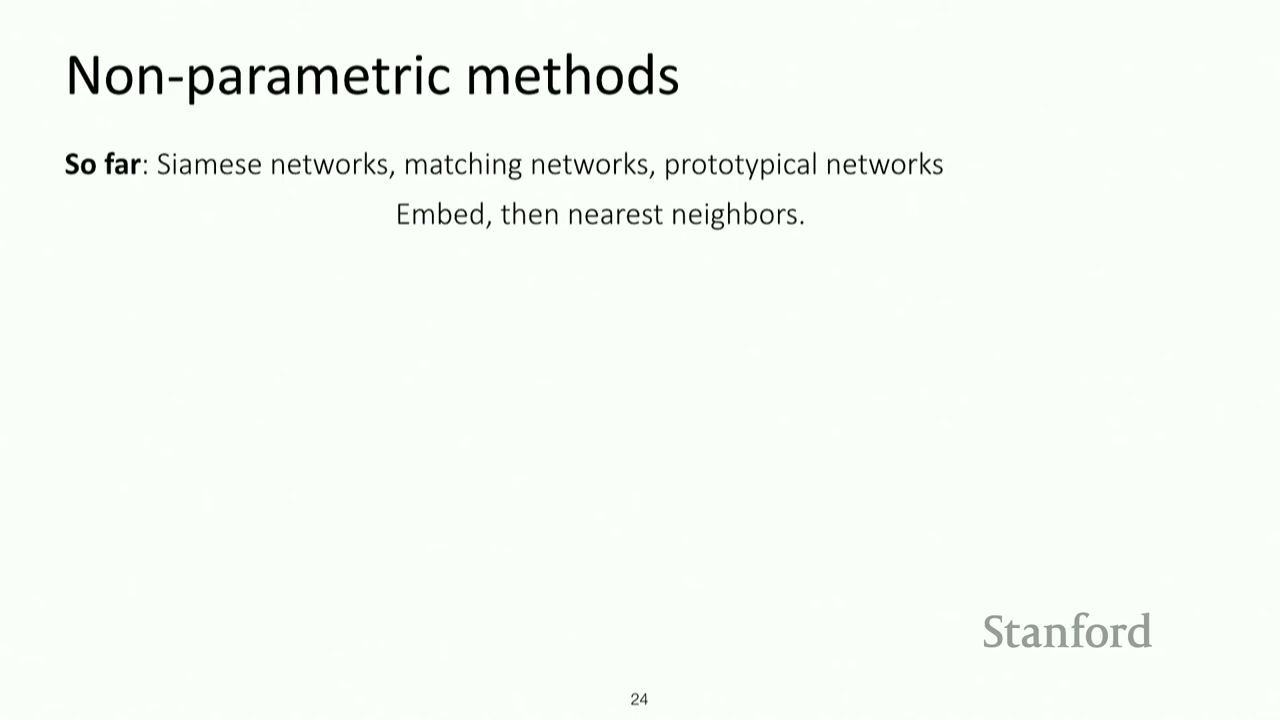 Non-parametric methods
So far: Siamese networks, matching networks, prototypical networks
Embed, then nearest neighbors.
Stanford
24